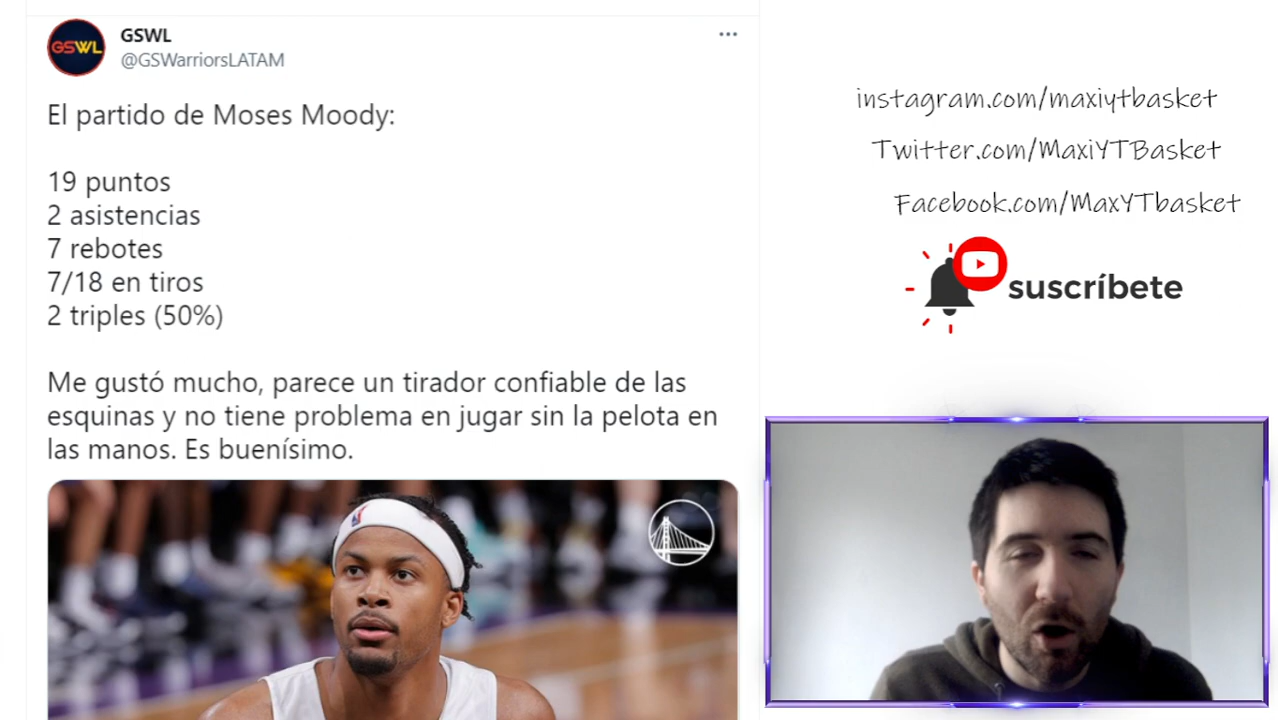 GSWL
GSWL
@GSWarriorsLATAM
El partido de Moses Moody:
19 puntos
2 asistencias
7 rebotes
7/18 en tiros
2 triples (50%)
Me gustó mucho, parece un tirador confiable de las
esquinas y no tiene problema en jugar sin la pelota en
las manos. Es buenísimo.
instagram.com/maxiytbasket
Twitter.com/MaxiYTBasket
Facebook.com/MaxYTbasket
suscríbete